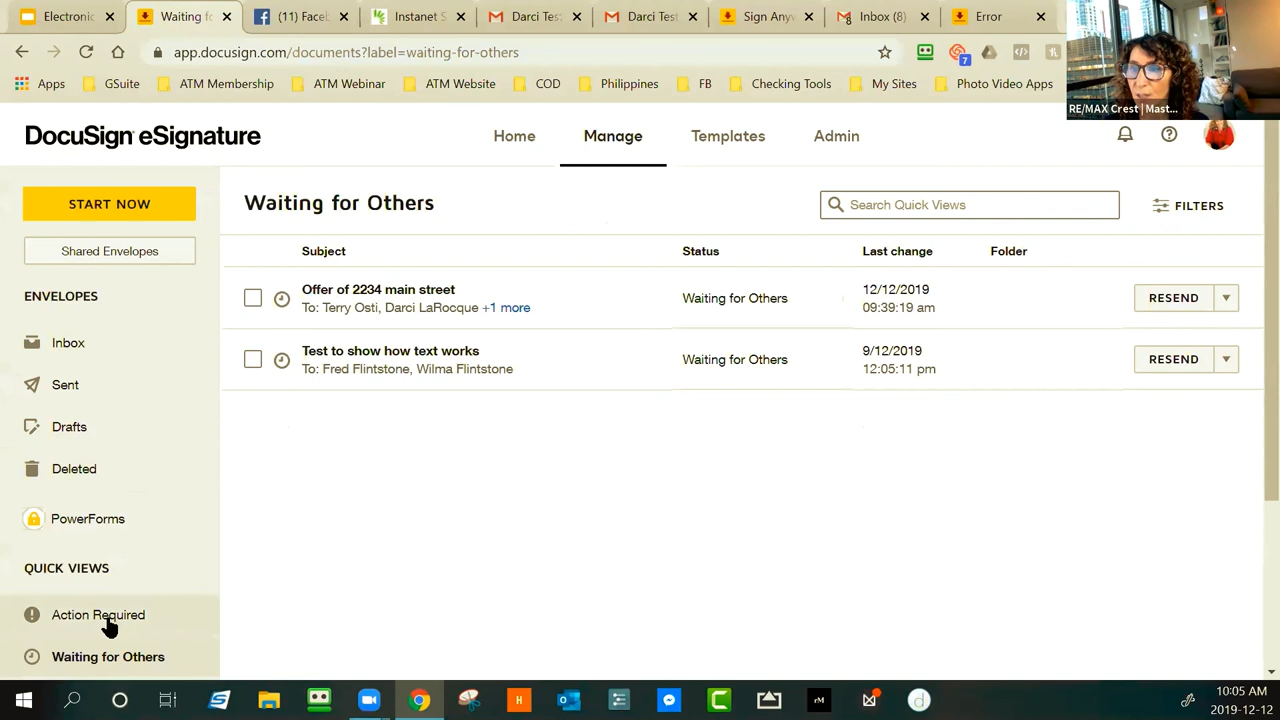 Electronic
Waiting fo
(11) Faceb
Instanet S
Darci Test
Darci Test
Sign Anyw
Inbox (8)
Error
app.docusign.com/documents?label=waiting-for-others
7
Apps
GSuite
ATM Membership
ATM Webin
ATM Website
COD
Philippines
FB
Checking Tools
My Sites
Photo Video Apps
RE/MAX Crest | Mast...
DocuSign eSignature
Home
Manage
Templates
Admin
START NOW
Shared Envelopes
ENVELOPES
Inbox
Sent
Drafts
Deleted
PowerForms
QUICK VIEWS
Action Required
Waiting for Others
Waiting for Others
Search Quick Views
FILTERS
Subject Status Last change Folder
Offer of 2234 main street
To: Terry Osti, Darci LaRocque +1 more
Waiting for Others
12/12/2019
09:39:19 am
RESEND
Test to show how text works
To: Fred Flintstone, Wilma Flintstone
Waiting for Others
9/12/2019
12:05:11 pm
RESEND
10:05 AM
2019-12-12